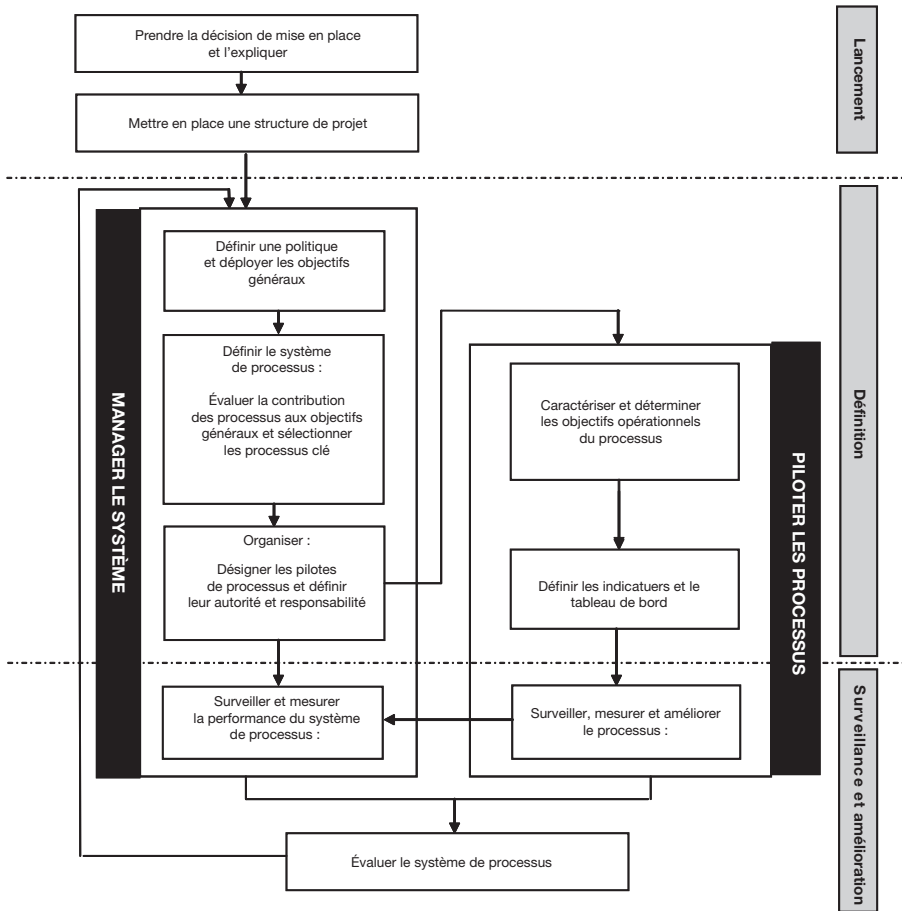 Prendre la décision de mise en place
et l'expliquer
Mettre en place une structure de projet
Lancement
MANAGER LE SYSTÈME
Définir une politique
et déployer les objectifs
généraux
Définir le système
de processus :
Évaluer la contribution
des processus aux objectifs
généraux et sélectionner
les processus clé
Organiser :
Désigner les pilotes
de processus et définir
leur autorité et responsabilité
Surveiller et mesurer
la performance du système
de processus :
Caractériser et déterminer
les objectifs opérationnels
du processus
Définir les indicatuers et le
tableau de bord
Surveiller, mesurer et améliorer
le processus :
PILOTER LES PROCESSUS
Définition
Surveillance et amélioration
Évaluer le système de processus